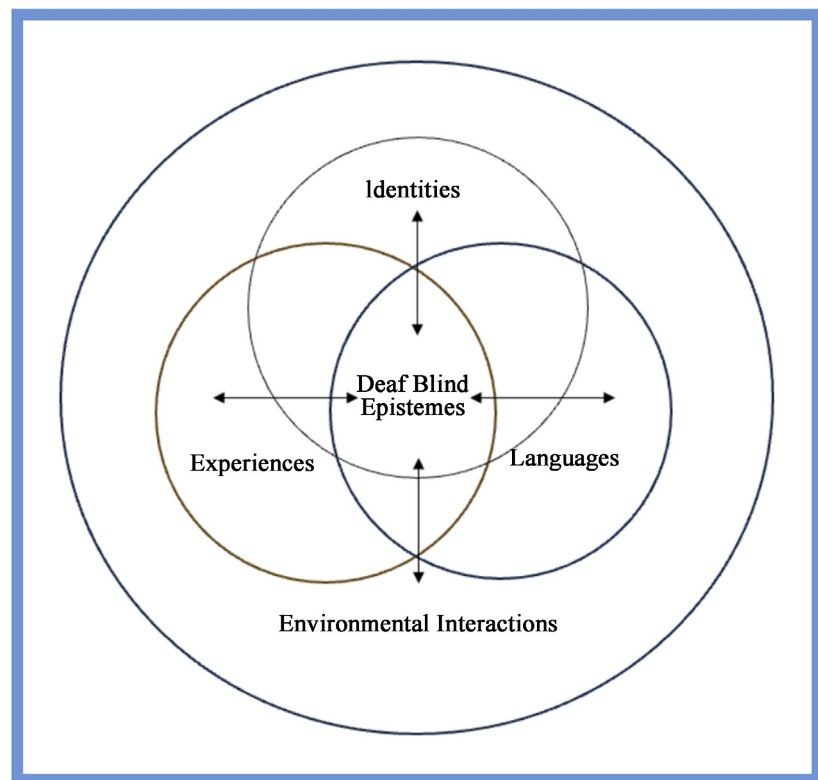 Identities
Deaf Blind
Epistemes
Experiences
Languages
Environmental Interactions